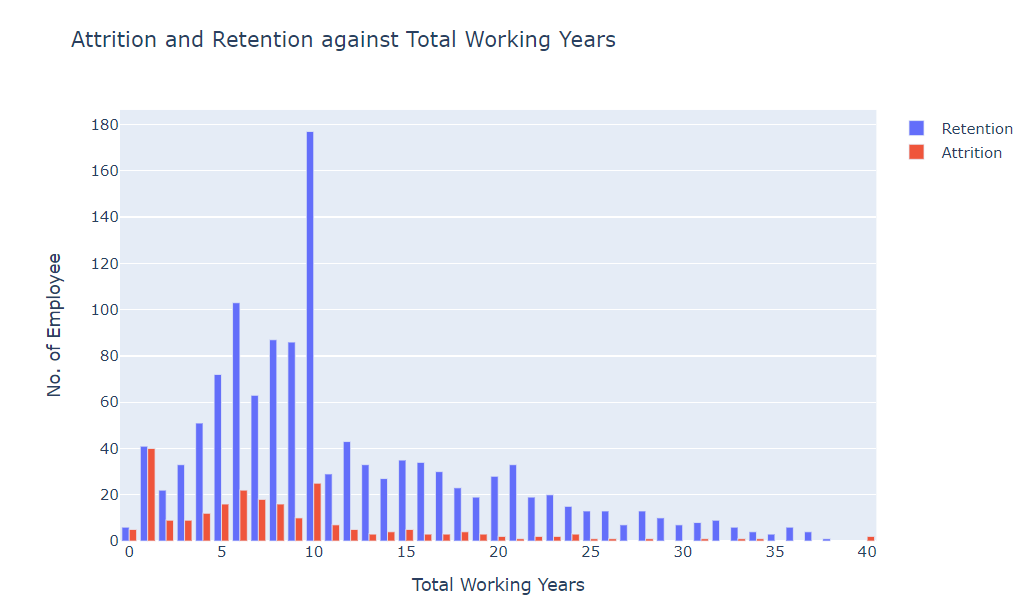 Attrition and Retention against Total Working Years
Retention
Attrition
No. of Employee
180
160
140
120
100
80
60
40
20
0
0 5 10 15 20 25 30 35 40
Total Working Years